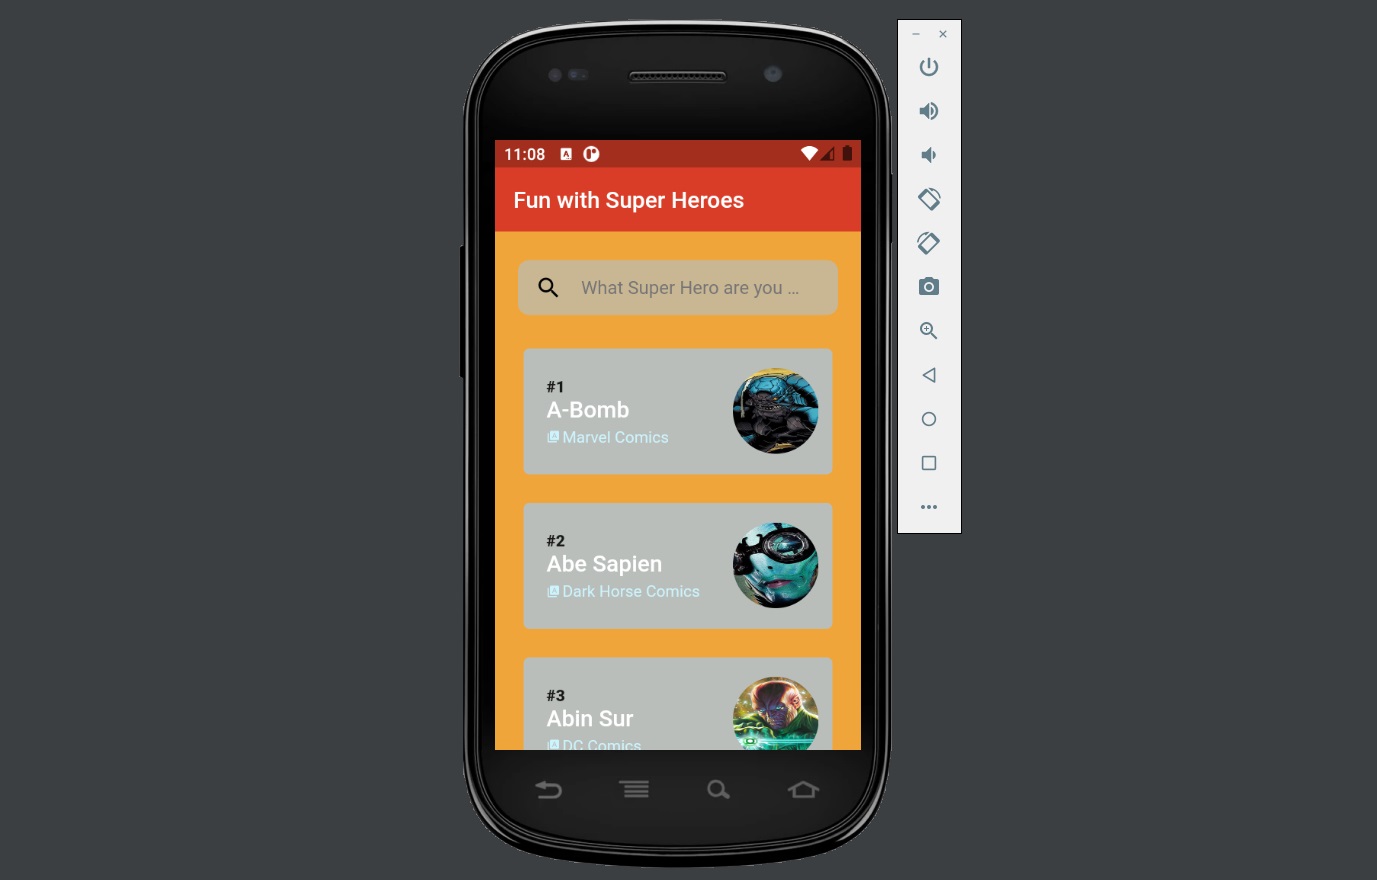 11:08
Fun with Super Heroes
What Super Hero are you ...
#1
A-Bomb
Marvel Comics
#2
Abe Sapien
Dark Horse Comics
#3
Abin Sur
DC Comics